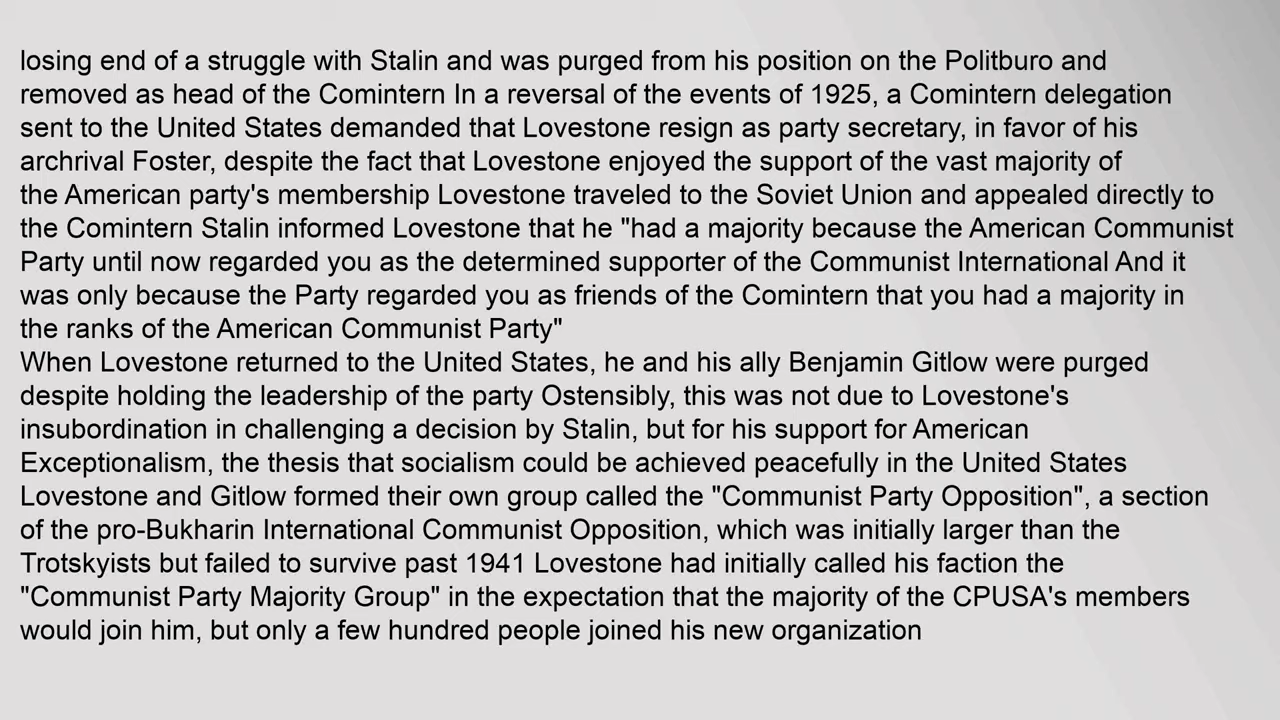 losing end of a struggle with Stalin and was purged from his position on the Politburo and
removed as head of the Comintern In a reversal of the events of 1925, a Comintern delegation
sent to the United States demanded that Lovestone resign as party secretary, in favor of his
archrival Foster, despite the fact that Lovestone enjoyed the support of the vast majority of
the American party's membership Lovestone traveled to the Soviet Union and appealed directly to
the Comintern Stalin informed Lovestone that he "had a majority because the American Communist
Party until now regarded you as the determined supporter of the Communist International And it
was only because the Party regarded you as friends of the Comintern that you had a majority in
the ranks of the American Communist Party"
When Lovestone returned to the United States, he and his ally Benjamin Gitlow were purged
despite holding the leadership of the party Ostensibly, this was not due to Lovestone's
insubordination in challenging a decision by Stalin, but for his support for American
Exceptionalism, the thesis that socialism could be achieved peacefully in the United States
Lovestone and Gitlow formed their own group called the "Communist Party Opposition", a section
of the pro-Bukharin International Communist Opposition, which was initially larger than the
Trotskyists but failed to survive past 1941 Lovestone had initially called his faction the
"Communist Party Majority Group" in the expectation that the majority of the CPUSA's members
would join him, but only a few hundred people joined his new organization